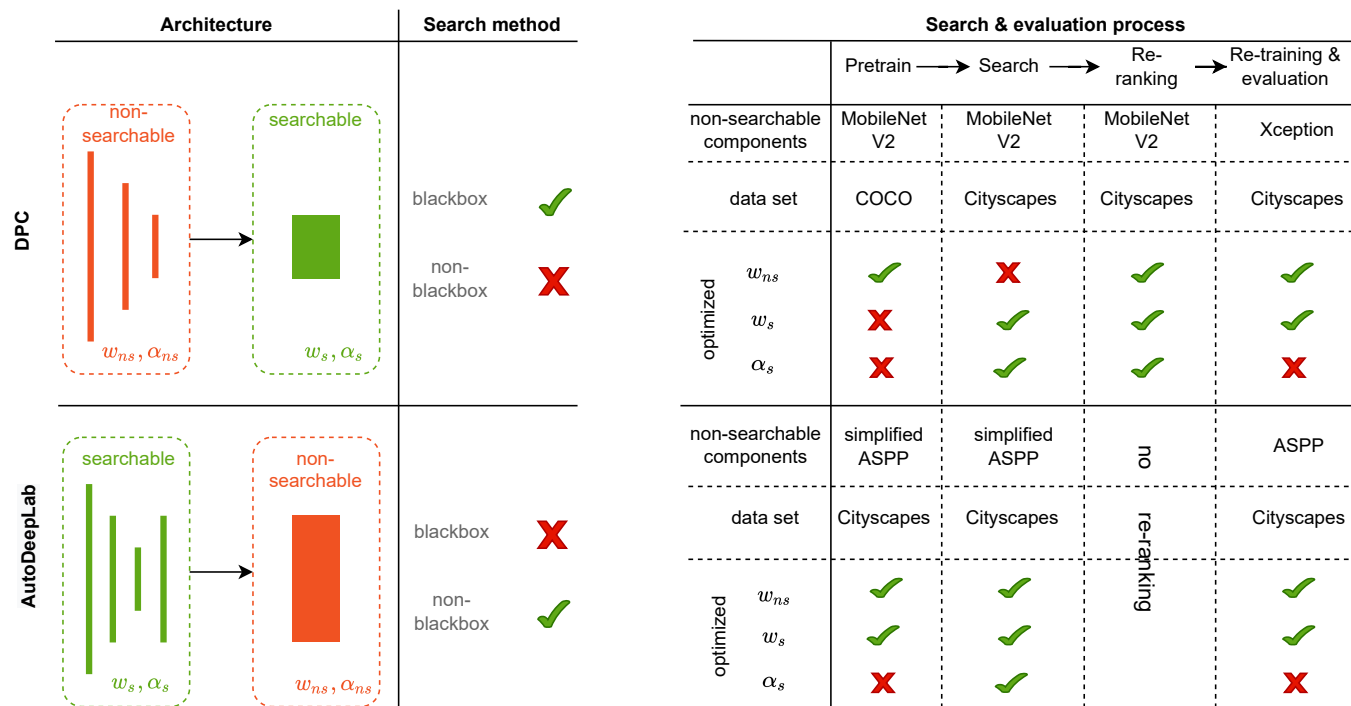 Architecture
Search method
Search & evaluation process
Pretrain
Search
Re-
ranking
Re-training &
evaluation
DPC
non-
searchable
searchable
w_ns, α_ns
w_s, α_s
blackbox
non-
blackbox
non-searchable
components
MobileNet
V2
MobileNet
V2
MobileNet
V2
Xception
data set
COCO
Cityscapes
Cityscapes
Cityscapes
optimized
w_ns
w_s
α_s
AutoDeepLab
searchable
non-
searchable
w_s, α_s
w_ns, α_ns
blackbox
non-
blackbox
non-searchable
components
simplified
ASPP
simplified
ASPP
no
re-ranking
ASPP
data set
Cityscapes
Cityscapes
Cityscapes
optimized
w_ns
w_s
α_s